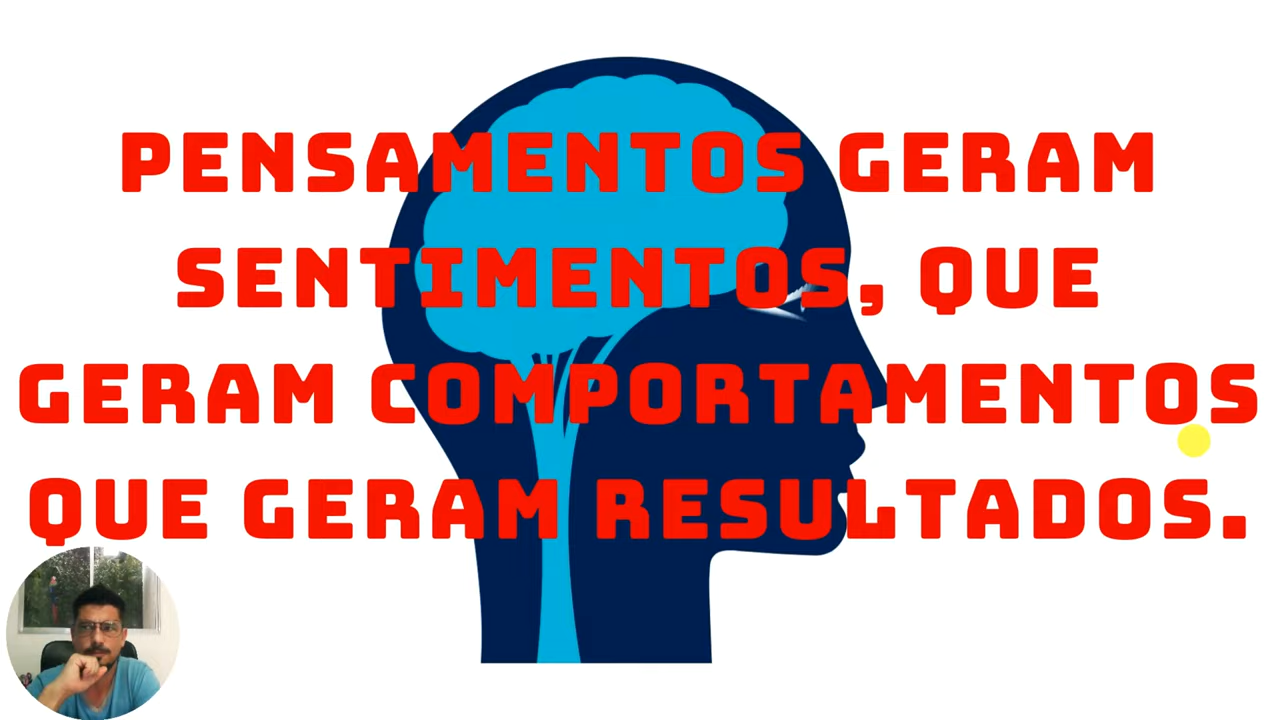 PENSAMENTOS GERAM
SENTIMENTOS, QUE
GERAM COMPORTAMENTOS
QUE GERAM RESULTADOS.